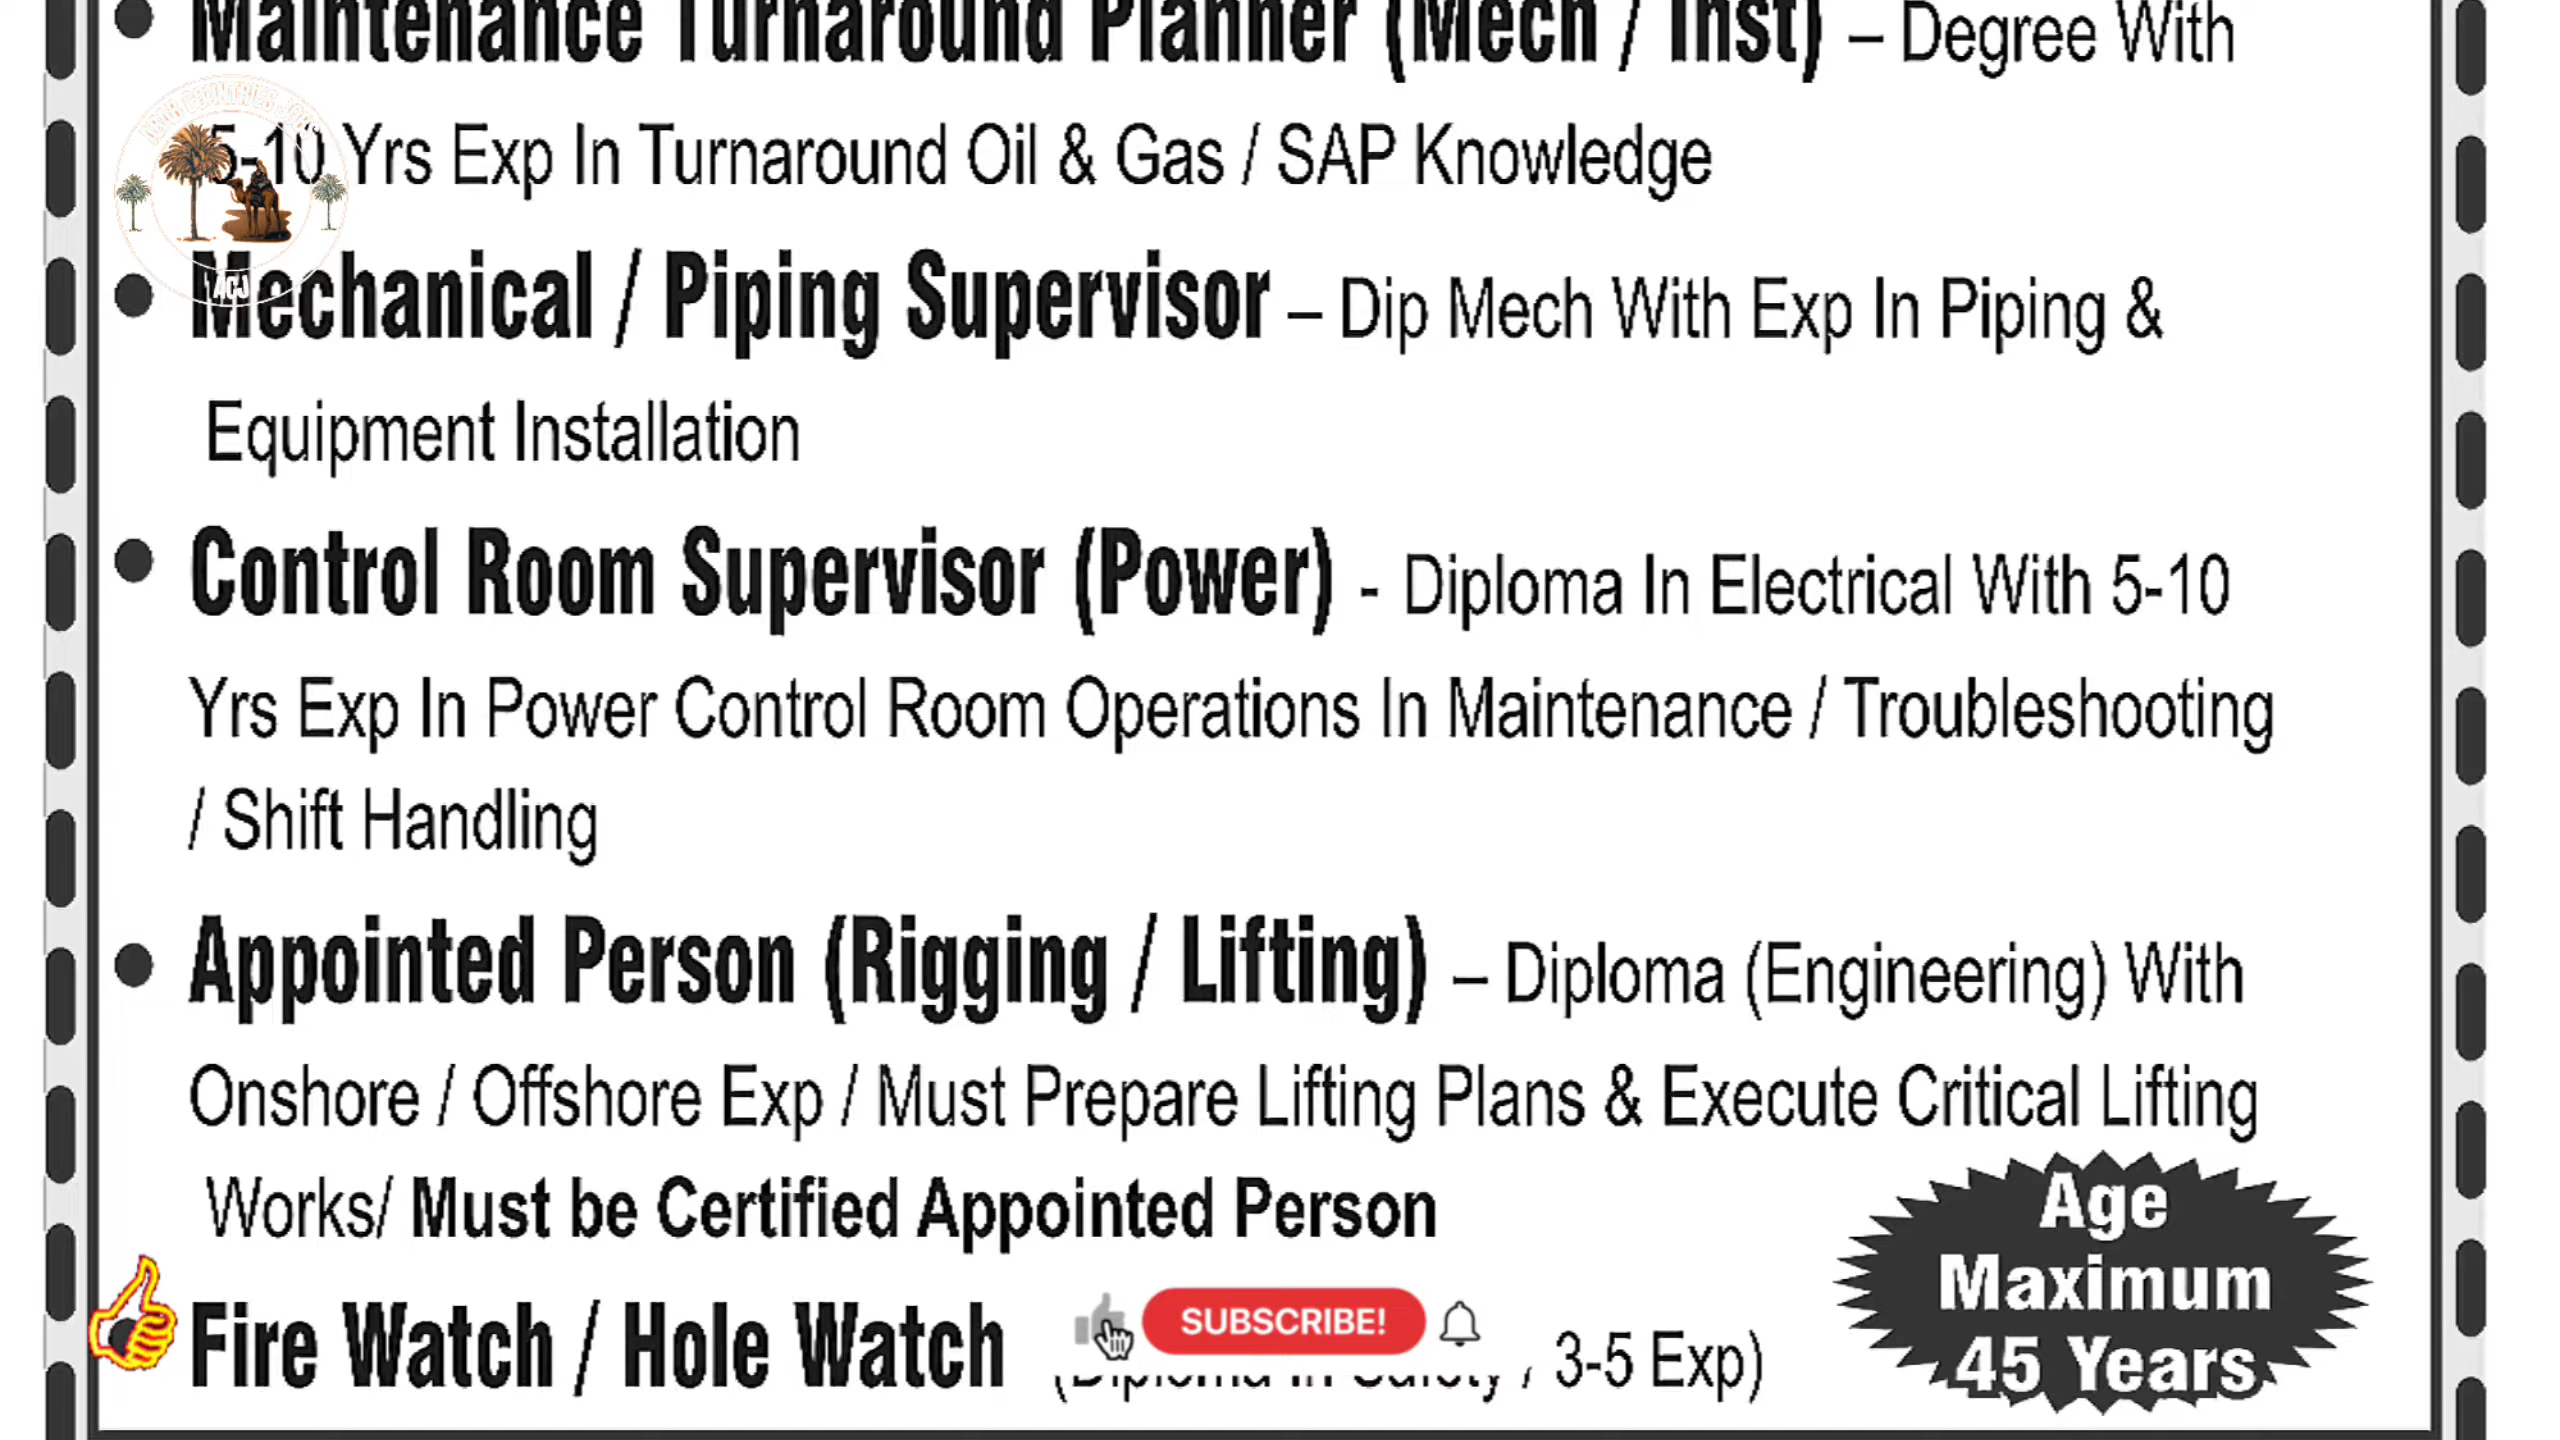 • Maintenance Turnaround Planner (Mech / Inst) – Degree With
5-10 Yrs Exp In Turnaround Oil & Gas / SAP Knowledge
• Mechanical / Piping Supervisor – Dip Mech With Exp In Piping &
Equipment Installation
• Control Room Supervisor (Power) - Diploma In Electrical With 5-10
Yrs Exp In Power Control Room Operations In Maintenance / Troubleshooting
/ Shift Handling
• Appointed Person (Rigging / Lifting) – Diploma (Engineering) With
Onshore / Offshore Exp / Must Prepare Lifting Plans & Execute Critical Lifting
Works/ Must be Certified Appointed Person
• Fire Watch / Hole Watch (Diploma In Safety / 3-5 Exp)
SUBSCRIBE!
Age
Maximum
45 Years
ACJ